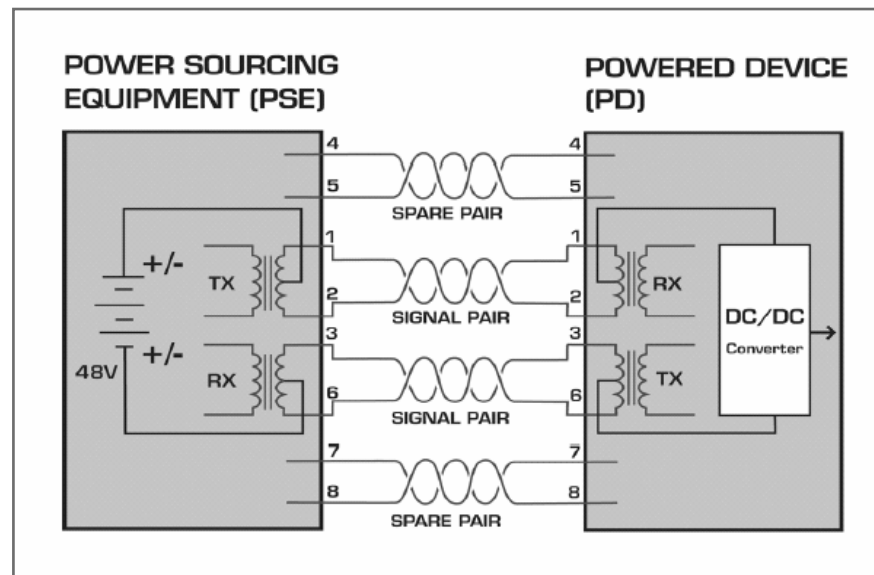 POWER SOURCING
EQUIPMENT (PSE)
POWERED DEVICE
(PD)
4
4
5
5
SPARE PAIR
1
1
+/-
TX
RX
2
2
SIGNAL PAIR
DC/DC
Converter
3
3
+/-
48V
RX
TX
6
6
SIGNAL PAIR
7
7
8
8
SPARE PAIR